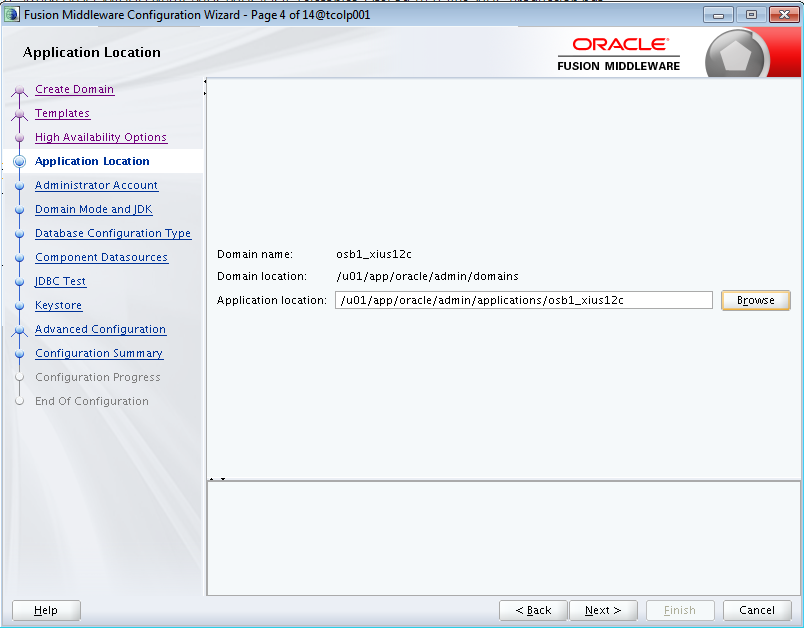 Fusion Middleware Configuration Wizard - Page 4 of 14@tcolp001
Application Location
ORACLE
FUSION MIDDLEWARE
Create Domain
Templates
High Availability Options
Application Location
Administrator Account
Domain Mode and JDK
Database Configuration Type
Component Datasources
JDBC Test
Keystore
Advanced Configuration
Configuration Summary
Configuration Progress
End Of Configuration
Domain name: osb1_xius12c
Domain location: /u01/app/oracle/admin/domains
Application location: /u01/app/oracle/admin/applications/osb1_xius12c Browse
Help < Back Next > Finish Cancel